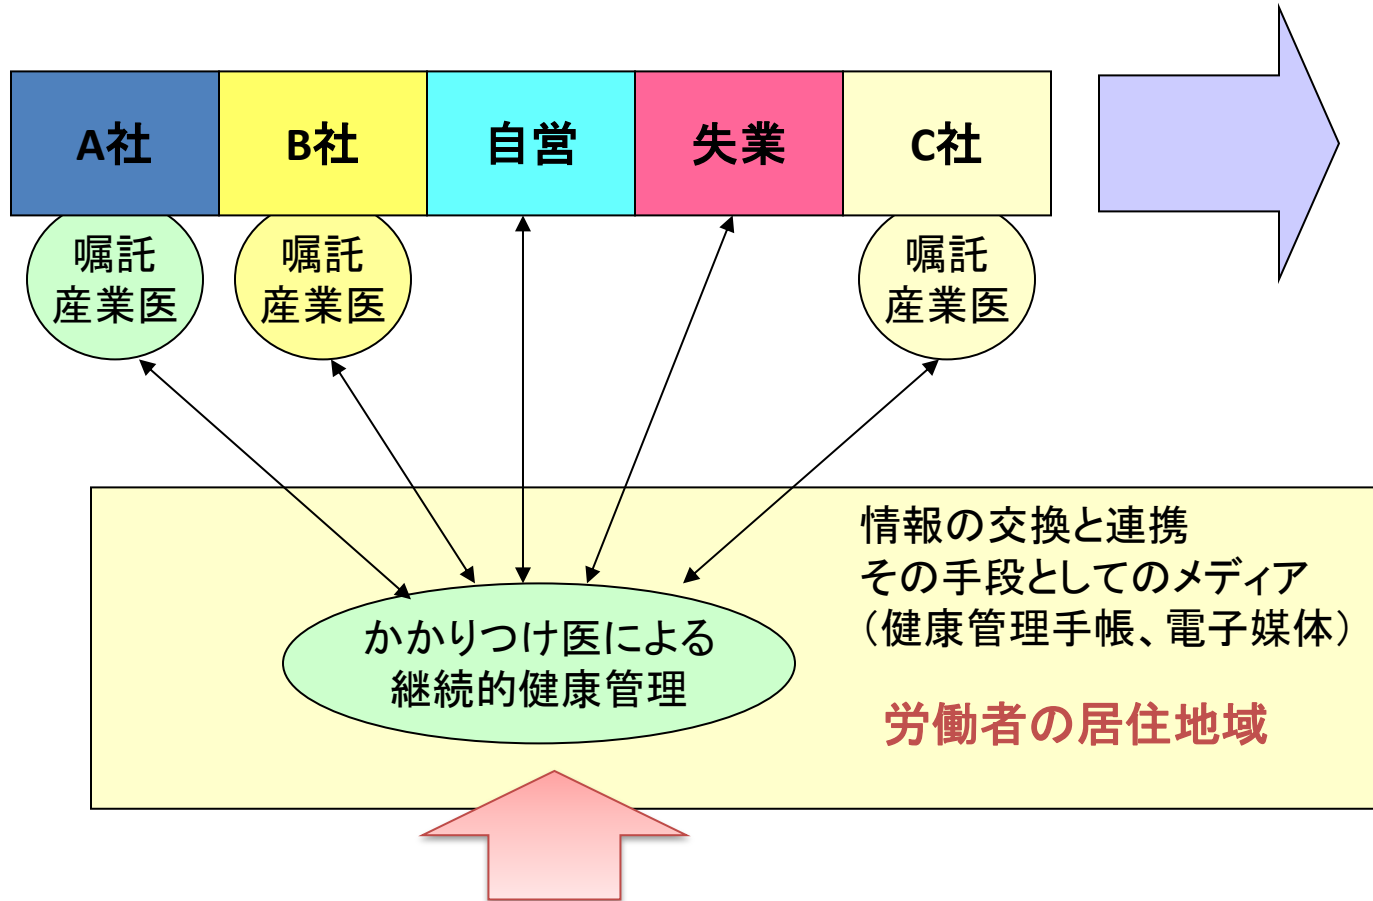 A社
B社
自営
失業
C社
嘱託
産業医
嘱託
産業医
嘱託
産業医
情報の交換と連携
その手段としてのメディア
（健康管理手帳、電子媒体）
かかりつけ医による
継続的健康管理
労働者の居住地域